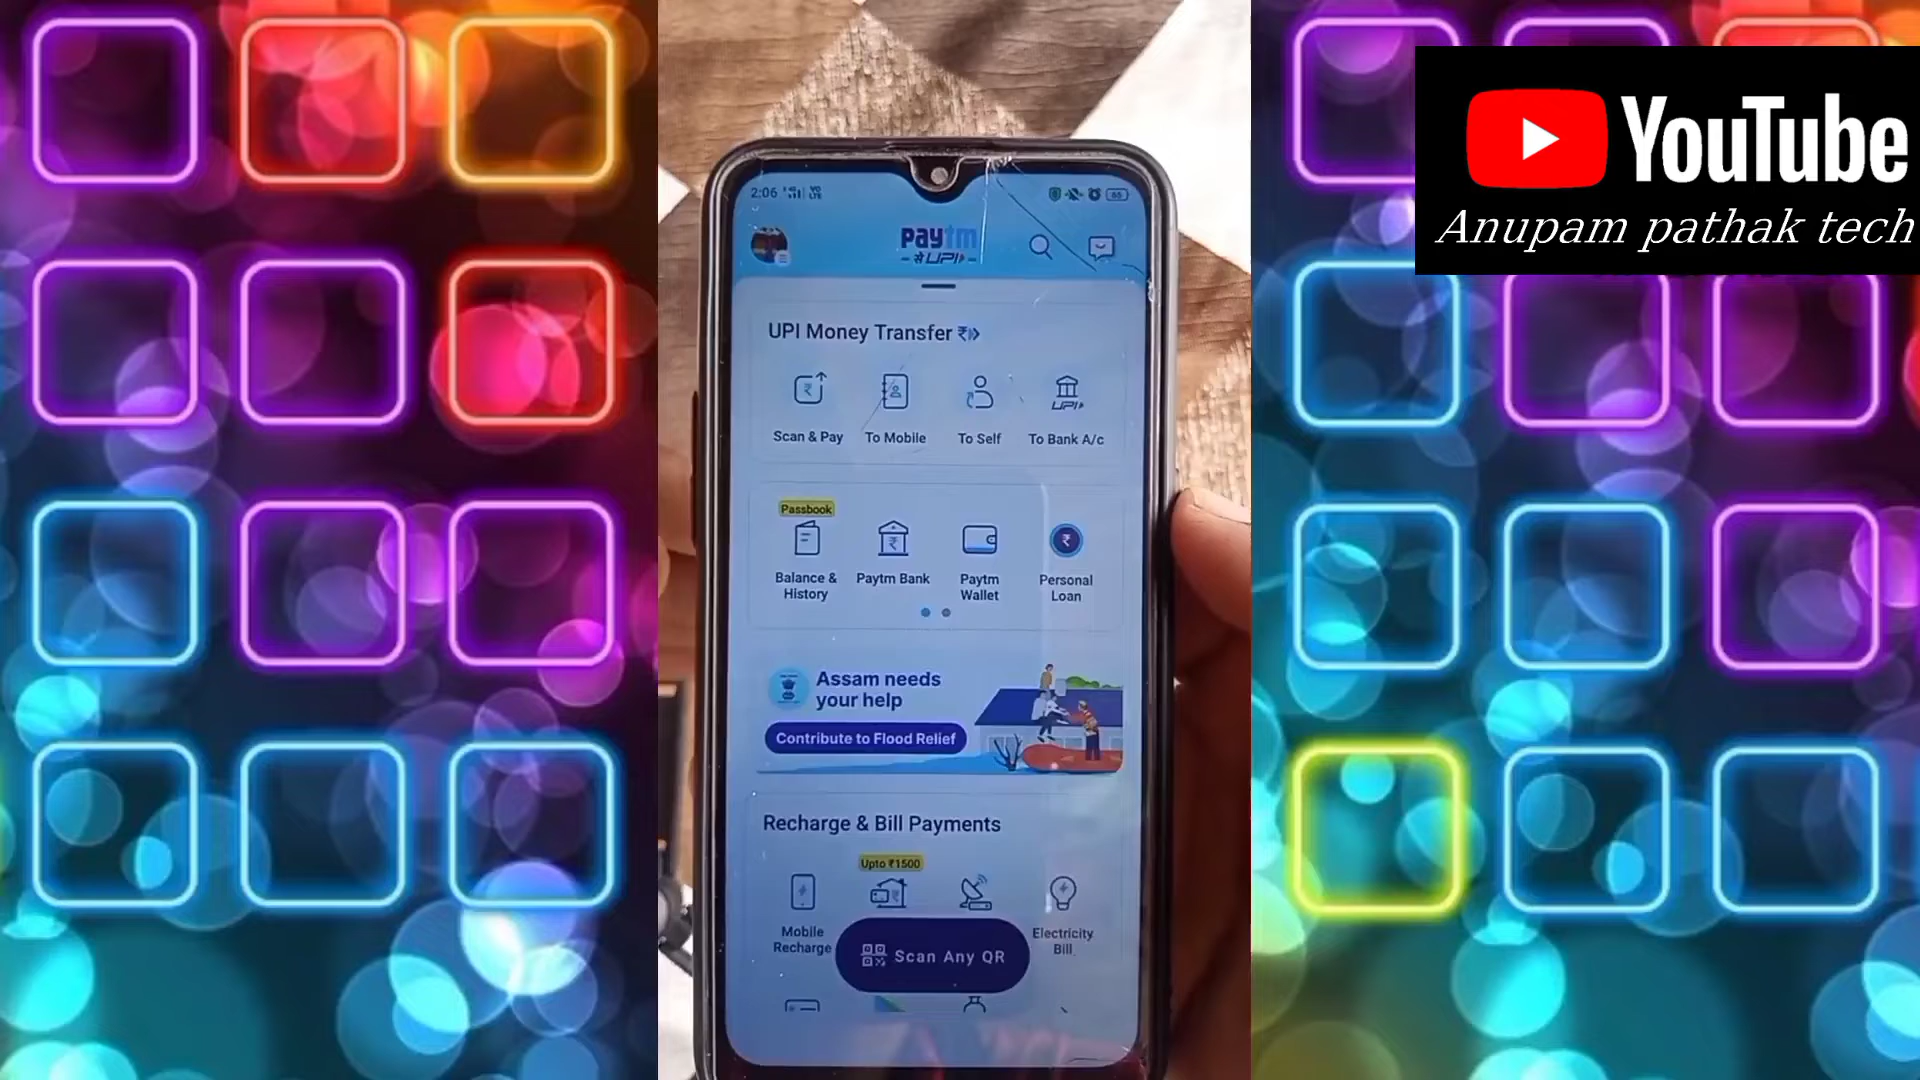 YouTube
Anupam pathak tech
2:06
paytm
UPI
UPI Money Transfer
Scan & Pay
To Mobile
To Self
UPI
To Bank A/c
Passbook
Balance &
History
Paytm Bank
Paytm
Wallet
Personal
Loan
Assam needs
your help
Contribute to Flood Relief
Recharge & Bill Payments
Upto ₹1500
Mobile
Recharge
Electricity
Bill
Scan Any QR